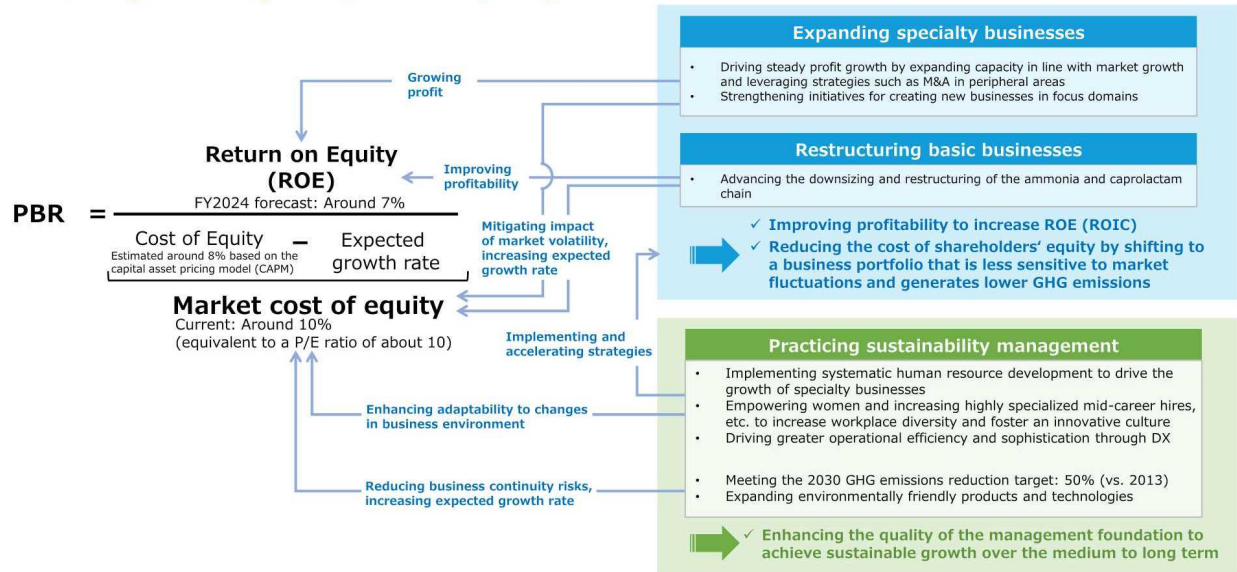 Growing
profit
Return on Equity
(ROE)
FY2024 forecast: Around 7%
Improving
profitability
PBR =
Cost of Equity
Estimated around 8% based on the
capital asset pricing model (CAPM)
−
Expected
growth rate
Mitigating impact
of market volatility,
increasing expected
growth rate
Market cost of equity
Current: Around 10%
(equivalent to a P/E ratio of about 10)
Implementing and
accelerating strategies
Enhancing adaptability to changes
in business environment
Reducing business continuity risks,
increasing expected growth rate
Expanding specialty businesses
• Driving steady profit growth by expanding capacity in line with market growth
and leveraging strategies such as M&A in peripheral areas
• Strengthening initiatives for creating new businesses in focus domains
Restructuring basic businesses
• Advancing the downsizing and restructuring of the ammonia and caprolactam
chain
✓ Improving profitability to increase ROE (ROIC)
✓ Reducing the cost of shareholders‘ equity by shifting to
a business portfolio that is less sensitive to market
fluctuations and generates lower GHG emissions
Practicing sustainability management
• Implementing systematic human resource development to drive the
growth of specialty businesses
• Empowering women and increasing highly specialized mid-career hires,
etc. to increase workplace diversity and foster an innovative culture
• Driving greater operational efficiency and sophistication through DX
• Meeting the 2030 GHG emissions reduction target: 50% (vs. 2013)
• Expanding environmentally friendly products and technologies
✓ Enhancing the quality of the management foundation to
achieve sustainable growth over the medium to long term